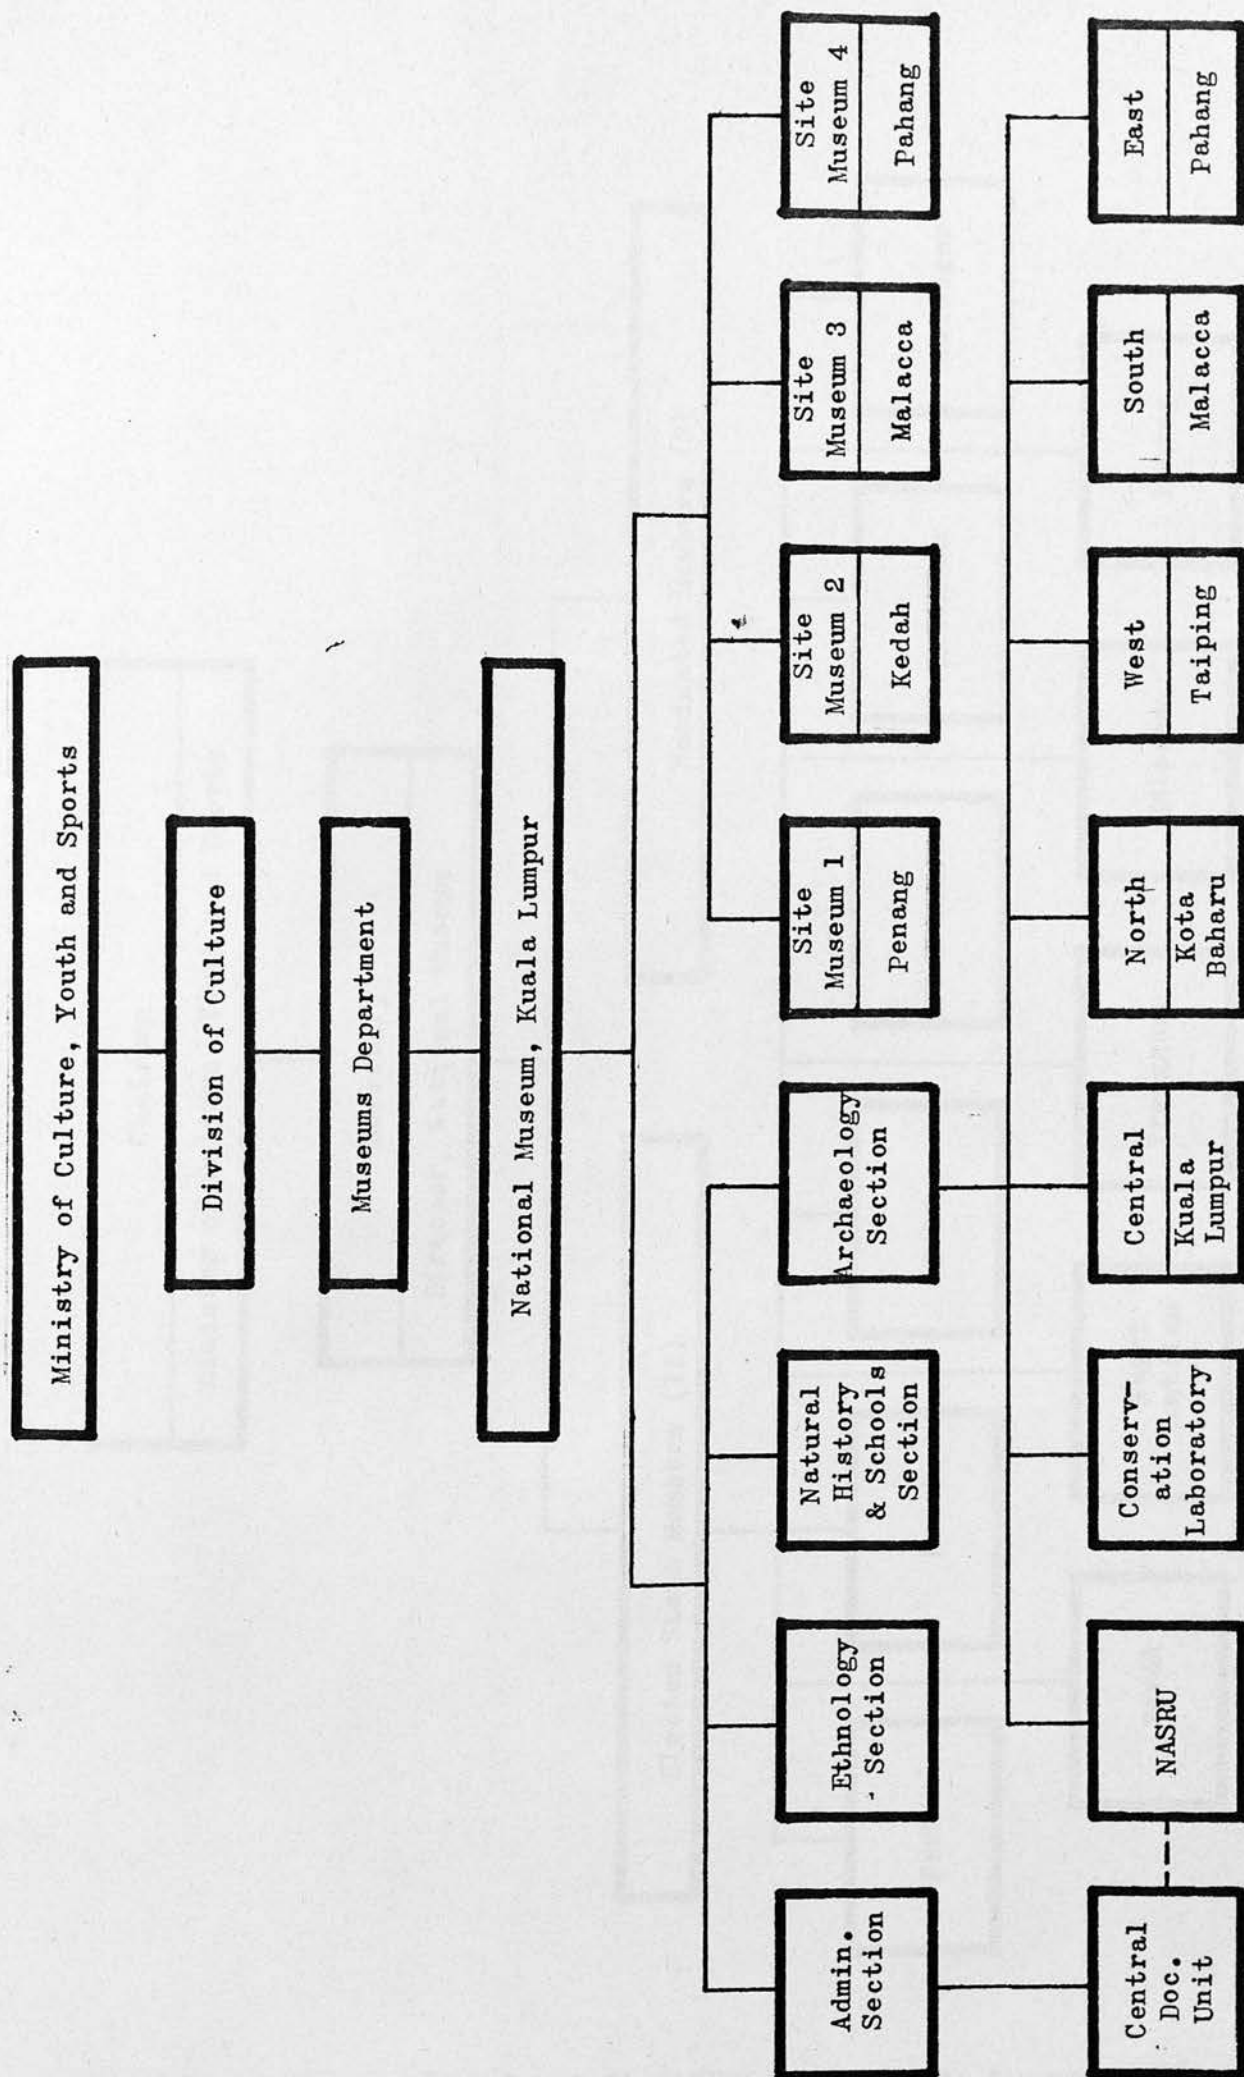 Ministry of Culture, Youth and Sports
Division of Culture
Museums Department
National Museum, Kuala Lumpur
Admin.
Section
Ethnology
Section
Natural
History
& Schools
Section
Archaeology
Section
Site
Museum 1
Penang
Site
Museum 2
Kedah
Site
Museum 3
Malacca
Site
Museum 4
Pahang
Central
Doc.
Unit
NASRU
Conserv-
ation
Laboratory
Central
Kuala
Lumpur
North
Kota
Baharu
West
Taiping
South
Malacca
East
Pahang